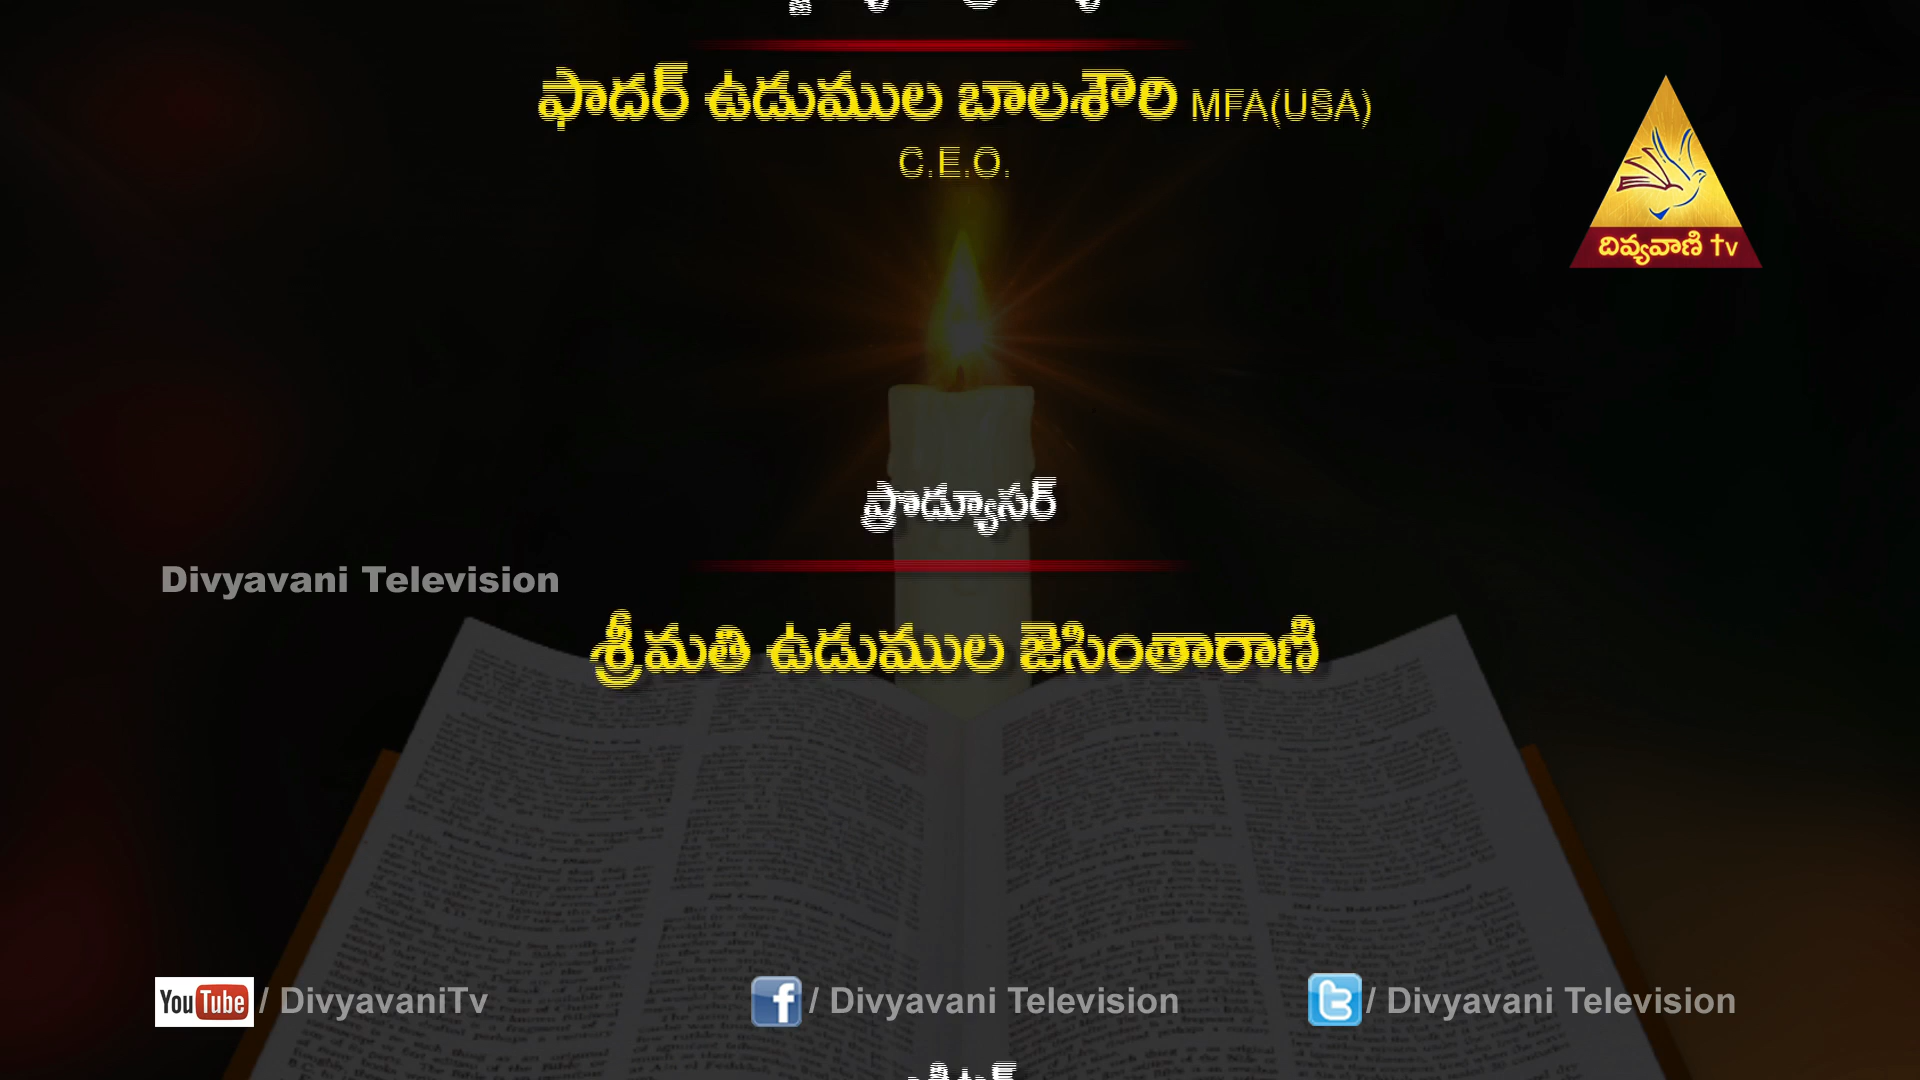 ఫాదర్ ఉడుముల బాలశౌరి MFA(USA)
C.E.O.
దివ్యవాణి tv
ప్రొడ్యూసర్
Divyavani Television
శ్రీమతి ఉడుముల జెసింతారాణి
YouTube / DivyavaniTv
f / Divyavani Television
t / Divyavani Television